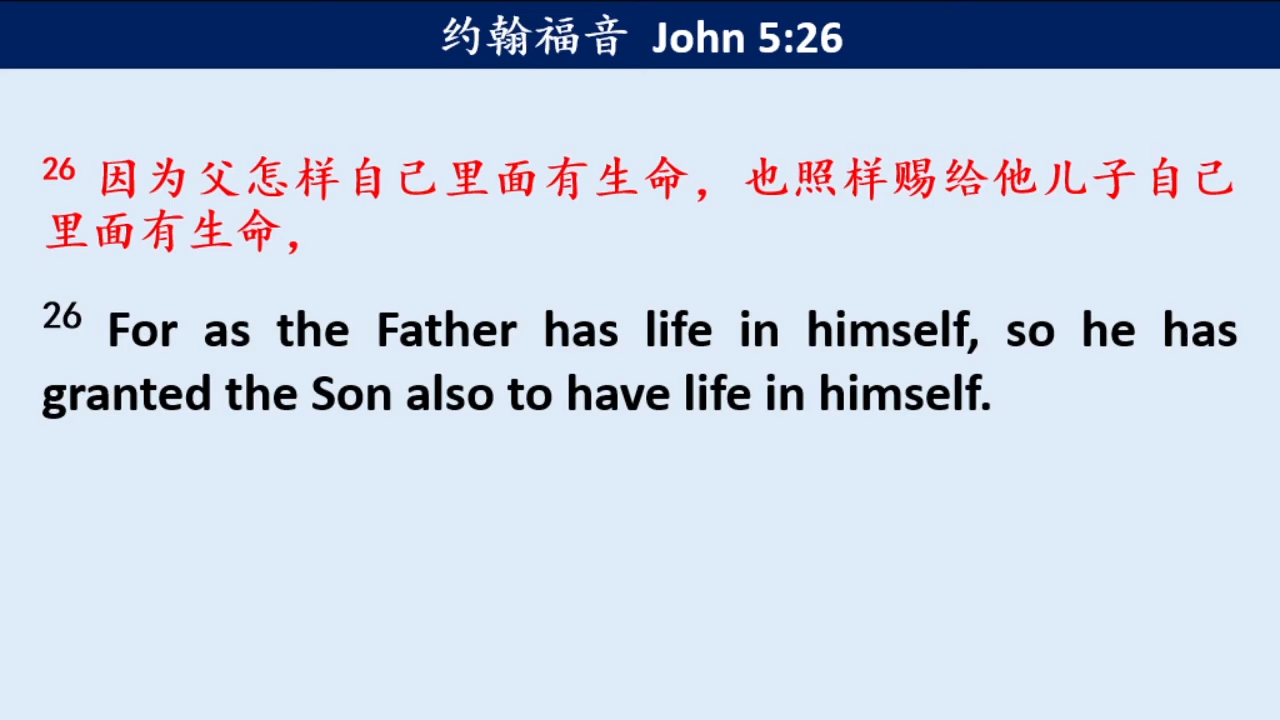 约翰福音 John 5:26
26 因为父怎样自己里面有生命，也照样赐给他儿子自己
里面有生命，
26 For as the Father has life in himself, so he has
granted the Son also to have life in himself.